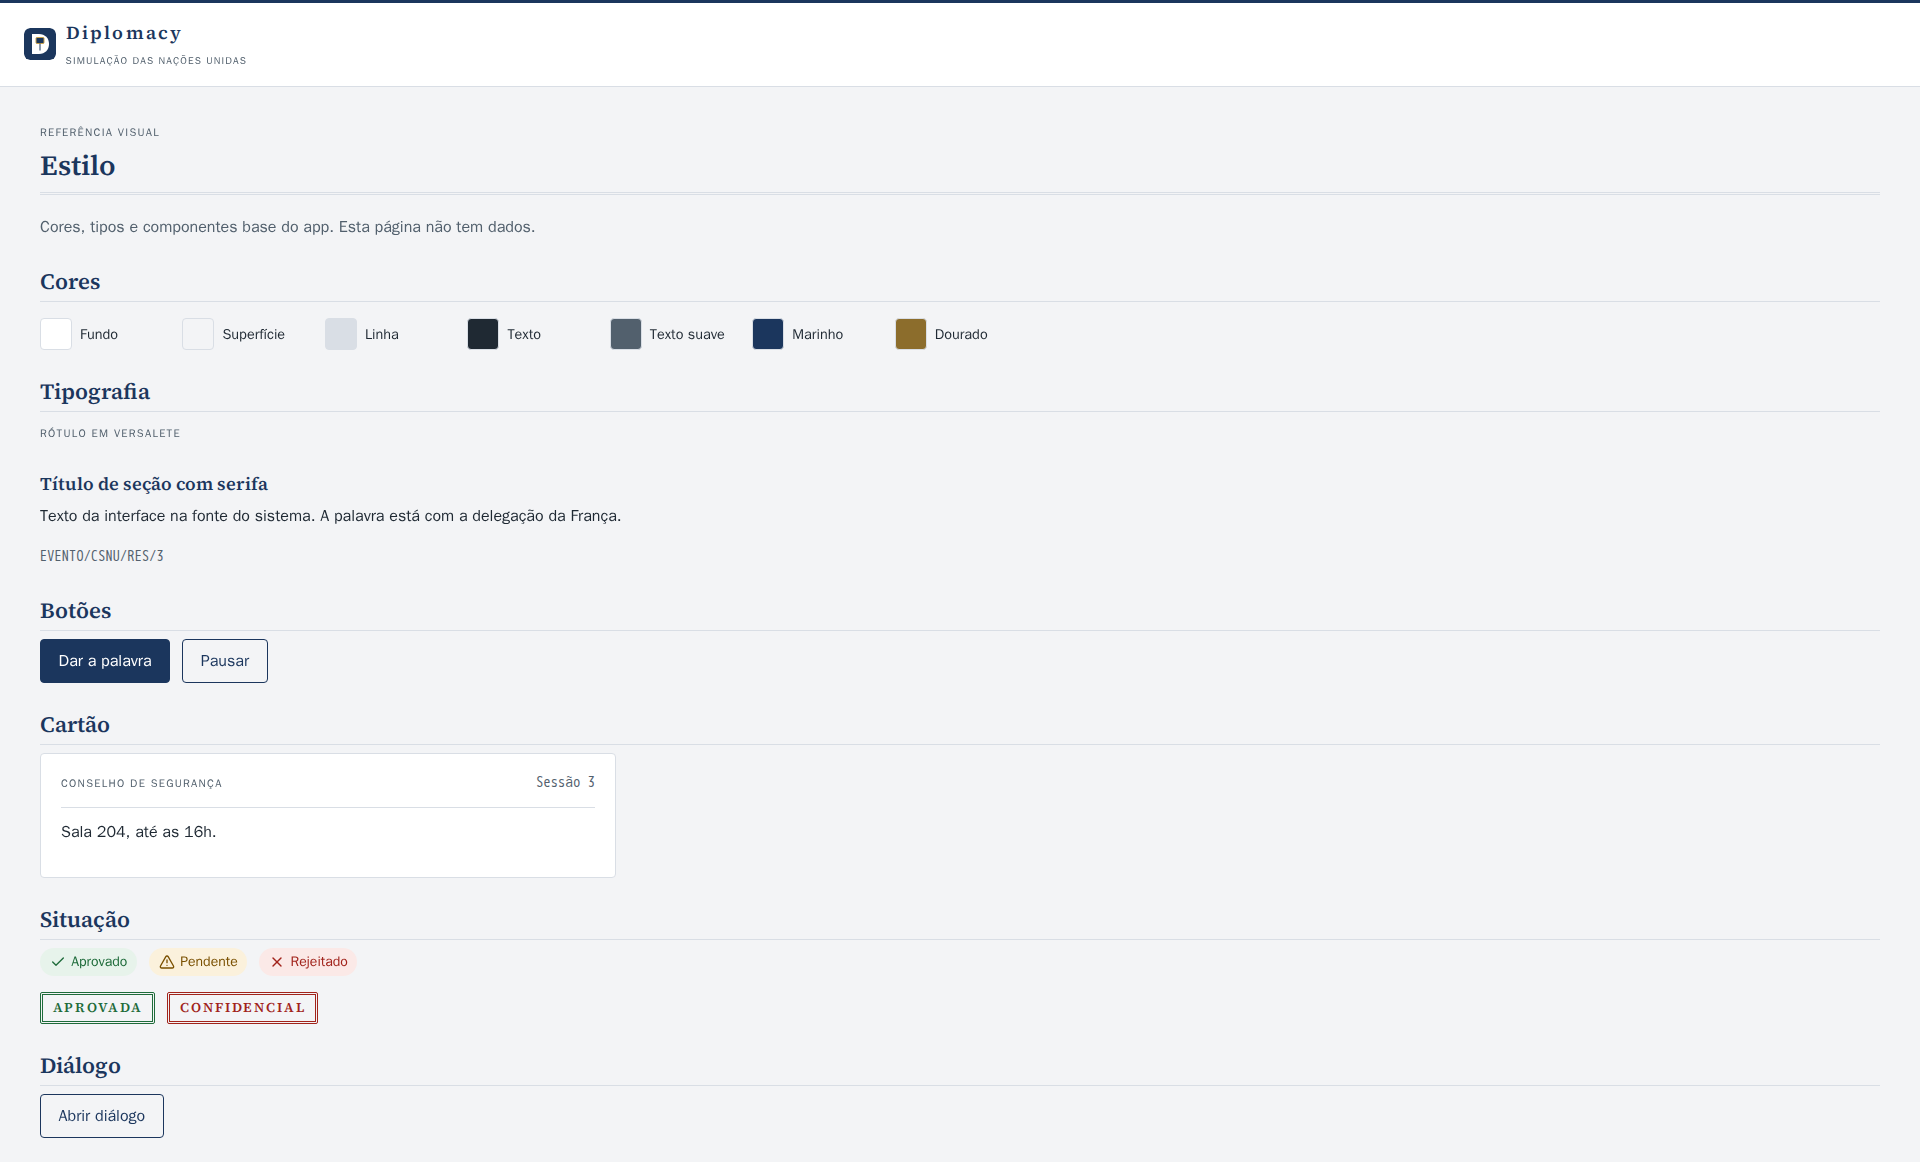 Diplomacy
SIMULAÇÃO DAS NAÇÕES UNIDAS
REFERÊNCIA VISUAL
Estilo
Cores, tipos e componentes base do app. Esta página não tem dados.
Cores
Fundo Superfície Linha Texto Texto suave Marinho Dourado
Tipografia
RÓTULO EM VERSALETE
Título de seção com serifa
Texto da interface na fonte do sistema. A palavra está com a delegação da França.
EVENTO/CSNU/RES/3
Botões
Dar a palavra Pausar
Cartão
CONSELHO DE SEGURANÇA Sessão 3
Sala 204, até as 16h.
Situação
Aprovado Pendente Rejeitado
APROVADA CONFIDENCIAL
Diálogo
Abrir diálogo